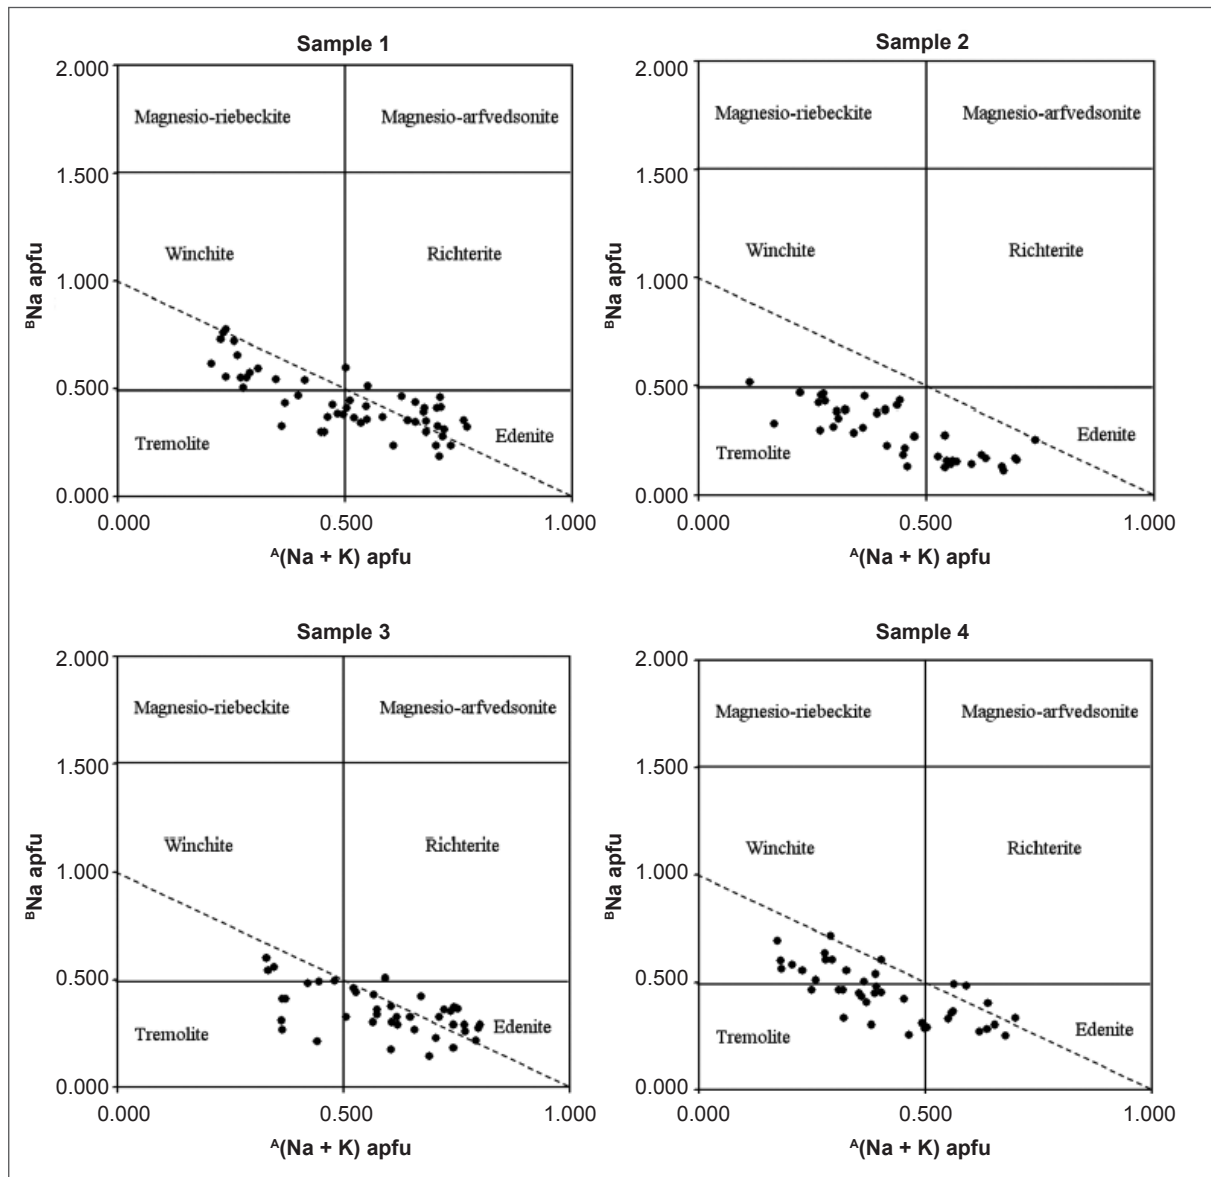 Sample 1
2.000
1.500
1.000
0.500
0.000
ᴮNa apfu
Magnesio-riebeckite
Magnesio-arfvedsonite
Winchite
Richterite
Tremolite
Edenite
0.000 0.500 1.000
ᴬ(Na + K) apfu
Sample 2
2.000
1.500
1.000
0.500
0.000
ᴮNa apfu
Magnesio-riebeckite
Magnesio-arfvedsonite
Winchite
Richterite
Tremolite
Edenite
0.000 0.500 1.000
ᴬ(Na + K) apfu
Sample 3
2.000
1.500
1.000
0.500
0.000
ᴮNa apfu
Magnesio-riebeckite
Magnesio-arfvedsonite
Winchite
Richterite
Tremolite
Edenite
0.000 0.500 1.000
ᴬ(Na + K) apfu
Sample 4
2.000
1.500
1.000
0.500
0.000
ᴮNa apfu
Magnesio-riebeckite
Magnesio-arfvedsonite
Winchite
Richterite
Tremolite
Edenite
0.000 0.500 1.000
ᴬ(Na + K) apfu